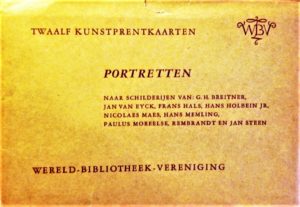 TWAALF KUNSTPRENTKAARTEN
WBV
PORTRETTEN
NAAR SCHILDERIJEN VAN: G. H. BREITNER,
JAN VAN EYCK, FRANS HALS, HANS HOLBEIN JR,
NICOLAES MAES, HANS MEMLING,
PAULUS MOREELSE, REMBRANDT EN JAN STEEN
WERELD-BIBLIOTHEEK-VERENIGING